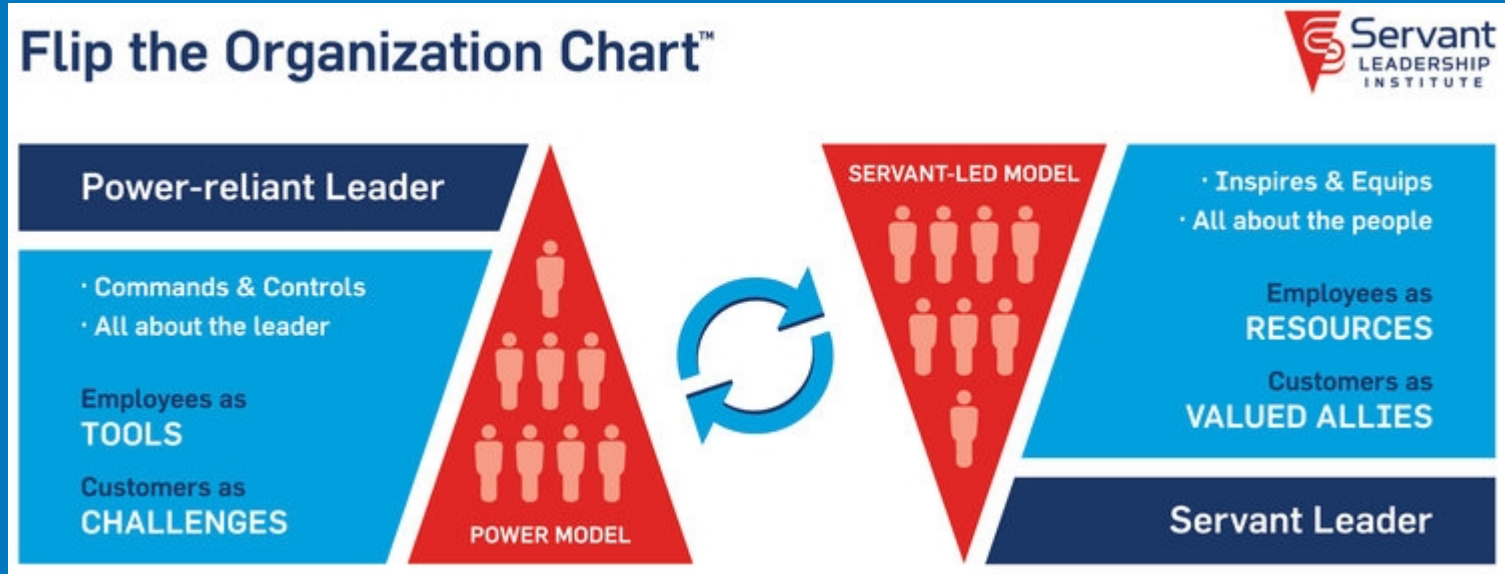 Flip the Organization Chart™
Servant
LEADERSHIP
INSTITUTE
Power-reliant Leader
· Commands & Controls
· All about the leader
Employees as
TOOLS
Customers as
CHALLENGES
POWER MODEL
SERVANT-LED MODEL
· Inspires & Equips
· All about the people
Employees as
RESOURCES
Customers as
VALUED ALLIES
Servant Leader